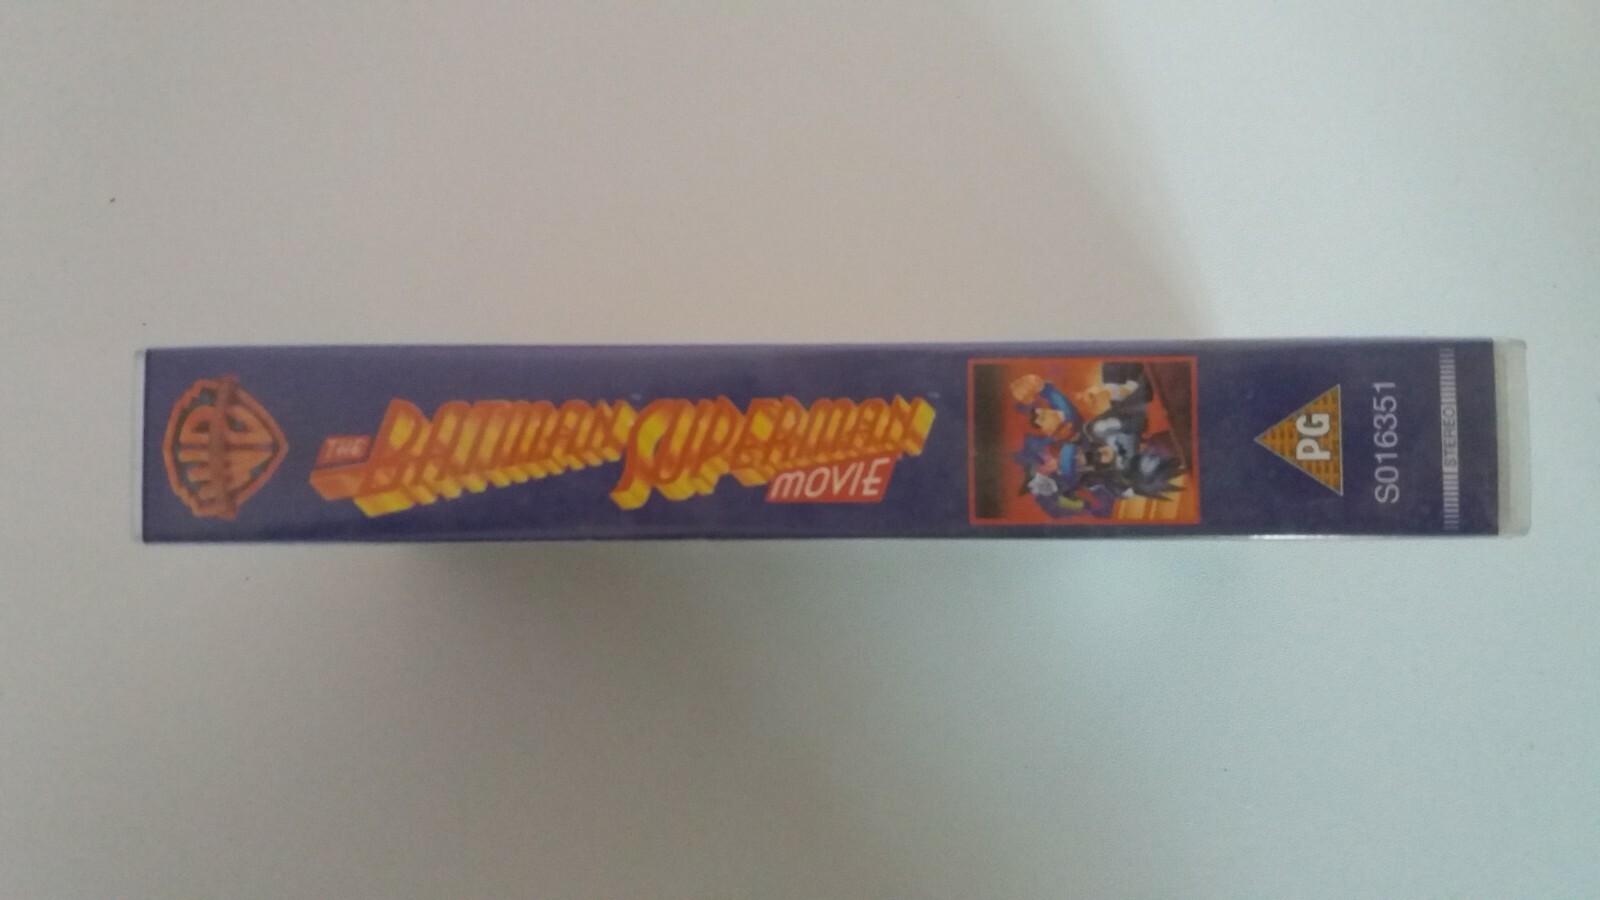 WB
THE
BATMAN
SUPERMAN
MOVIE
PG
S016351
STEREO